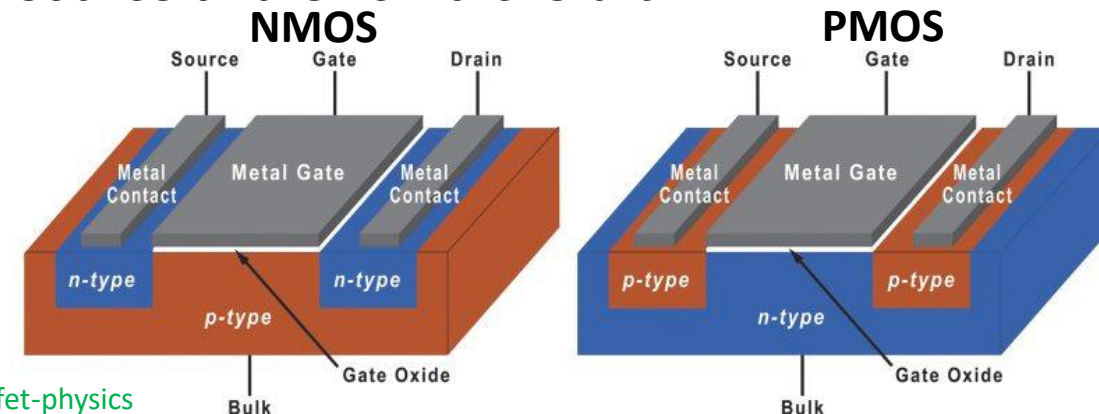 NMOS
PMOS
Source Gate Drain
Source Gate Drain
Metal Contact
Metal Gate
Metal Contact
Metal Contact
Metal Gate
Metal Contact
n-type
n-type
p-type
p-type
p-type
n-type
Gate Oxide
Gate Oxide
fet-physics
Bulk
Bulk